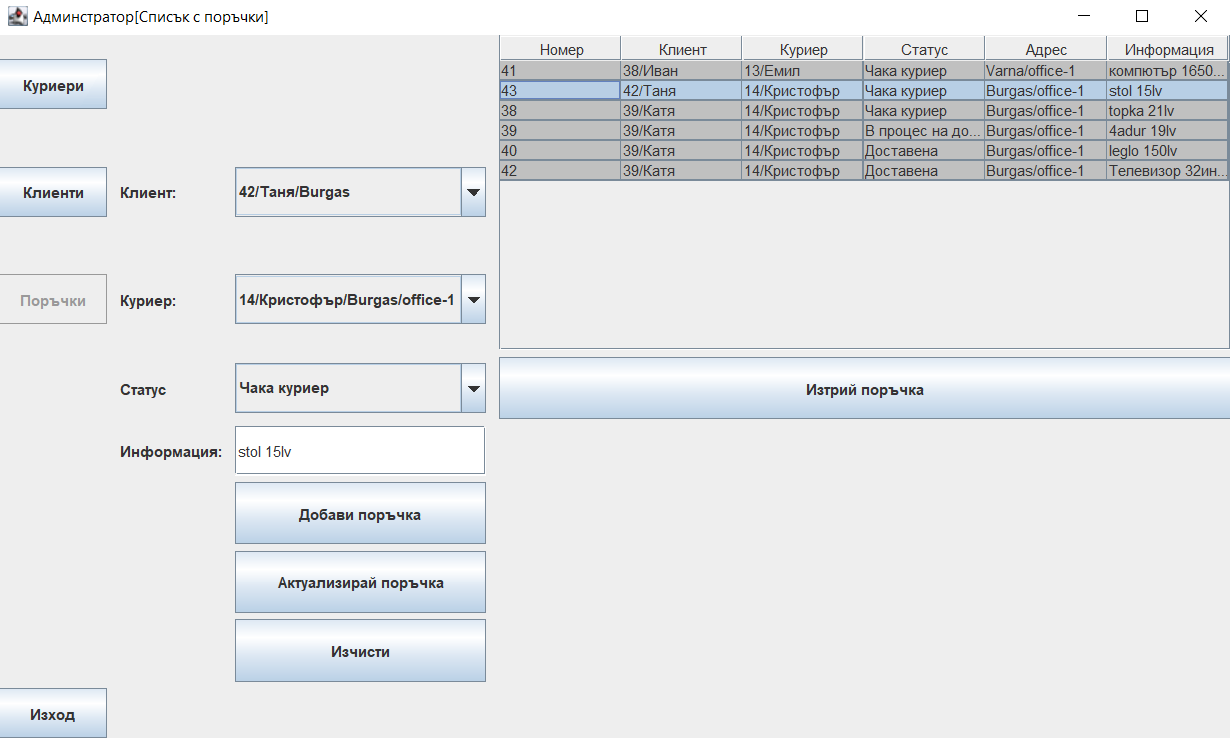 Админстратор[Списък с поръчки]
Куриери
Клиенти
Клиент:
42/Таня/Burgas
Поръчки
Куриер:
14/Кристофър/Burgas/office-1
Статус
Чака куриер
Информация:
stol 15lv
Добави поръчка
Актуализирай поръчка
Изчисти
Изход
Номер Клиент Куриер Статус Адрес Информация
41 38/Иван 13/Емил Чака куриер Varna/office-1 компютър 1650...
43 42/Таня 14/Кристофър Чака куриер Burgas/office-1 stol 15lv
38 39/Катя 14/Кристофър Чака куриер Burgas/office-1 topka 21lv
39 39/Катя 14/Кристофър В процес на до... Burgas/office-1 4adur 19lv
40 39/Катя 14/Кристофър Доставена Burgas/office-1 leglo 150lv
42 39/Катя 14/Кристофър Доставена Burgas/office-1 Телевизор 32ин...
Изтрий поръчка